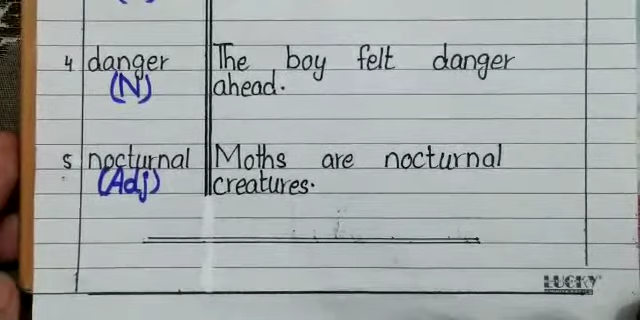 4 danger The boy felt danger
(N) ahead.
5 nocturnal Moths are nocturnal
(Adj) creatures.
LUCKY